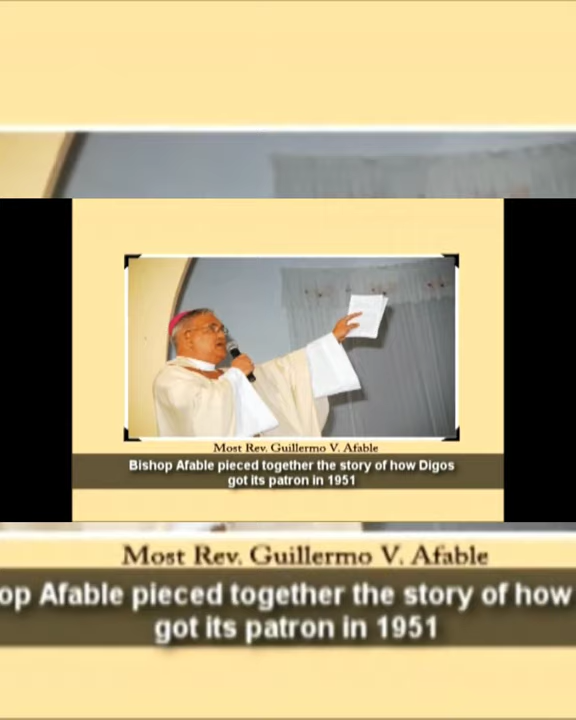 Most Rev. Guillermo V. Afable
Bishop Afable pieced together the story of how Digos
got its patron in 1951
Most Rev. Guillermo V. Afable
op Afable pieced together the story of how
got its patron in 1951